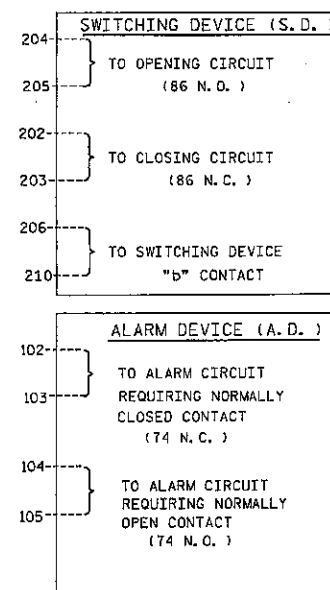 SWITCHING DEVICE (S.D.)
204
TO OPENING CIRCUIT
205
(86 N.O.)
202
TO CLOSING CIRCUIT
203
(86 N.C.)
206
TO SWITCHING DEVICE
210
"b" CONTACT
ALARM DEVICE (A.D.)
102
TO ALARM CIRCUIT
103
REQUIRING NORMALLY
CLOSED CONTACT
(74 N.C.)
104
TO ALARM CIRCUIT
REQUIRING NORMALLY
105
OPEN CONTACT
(74 N.O.)